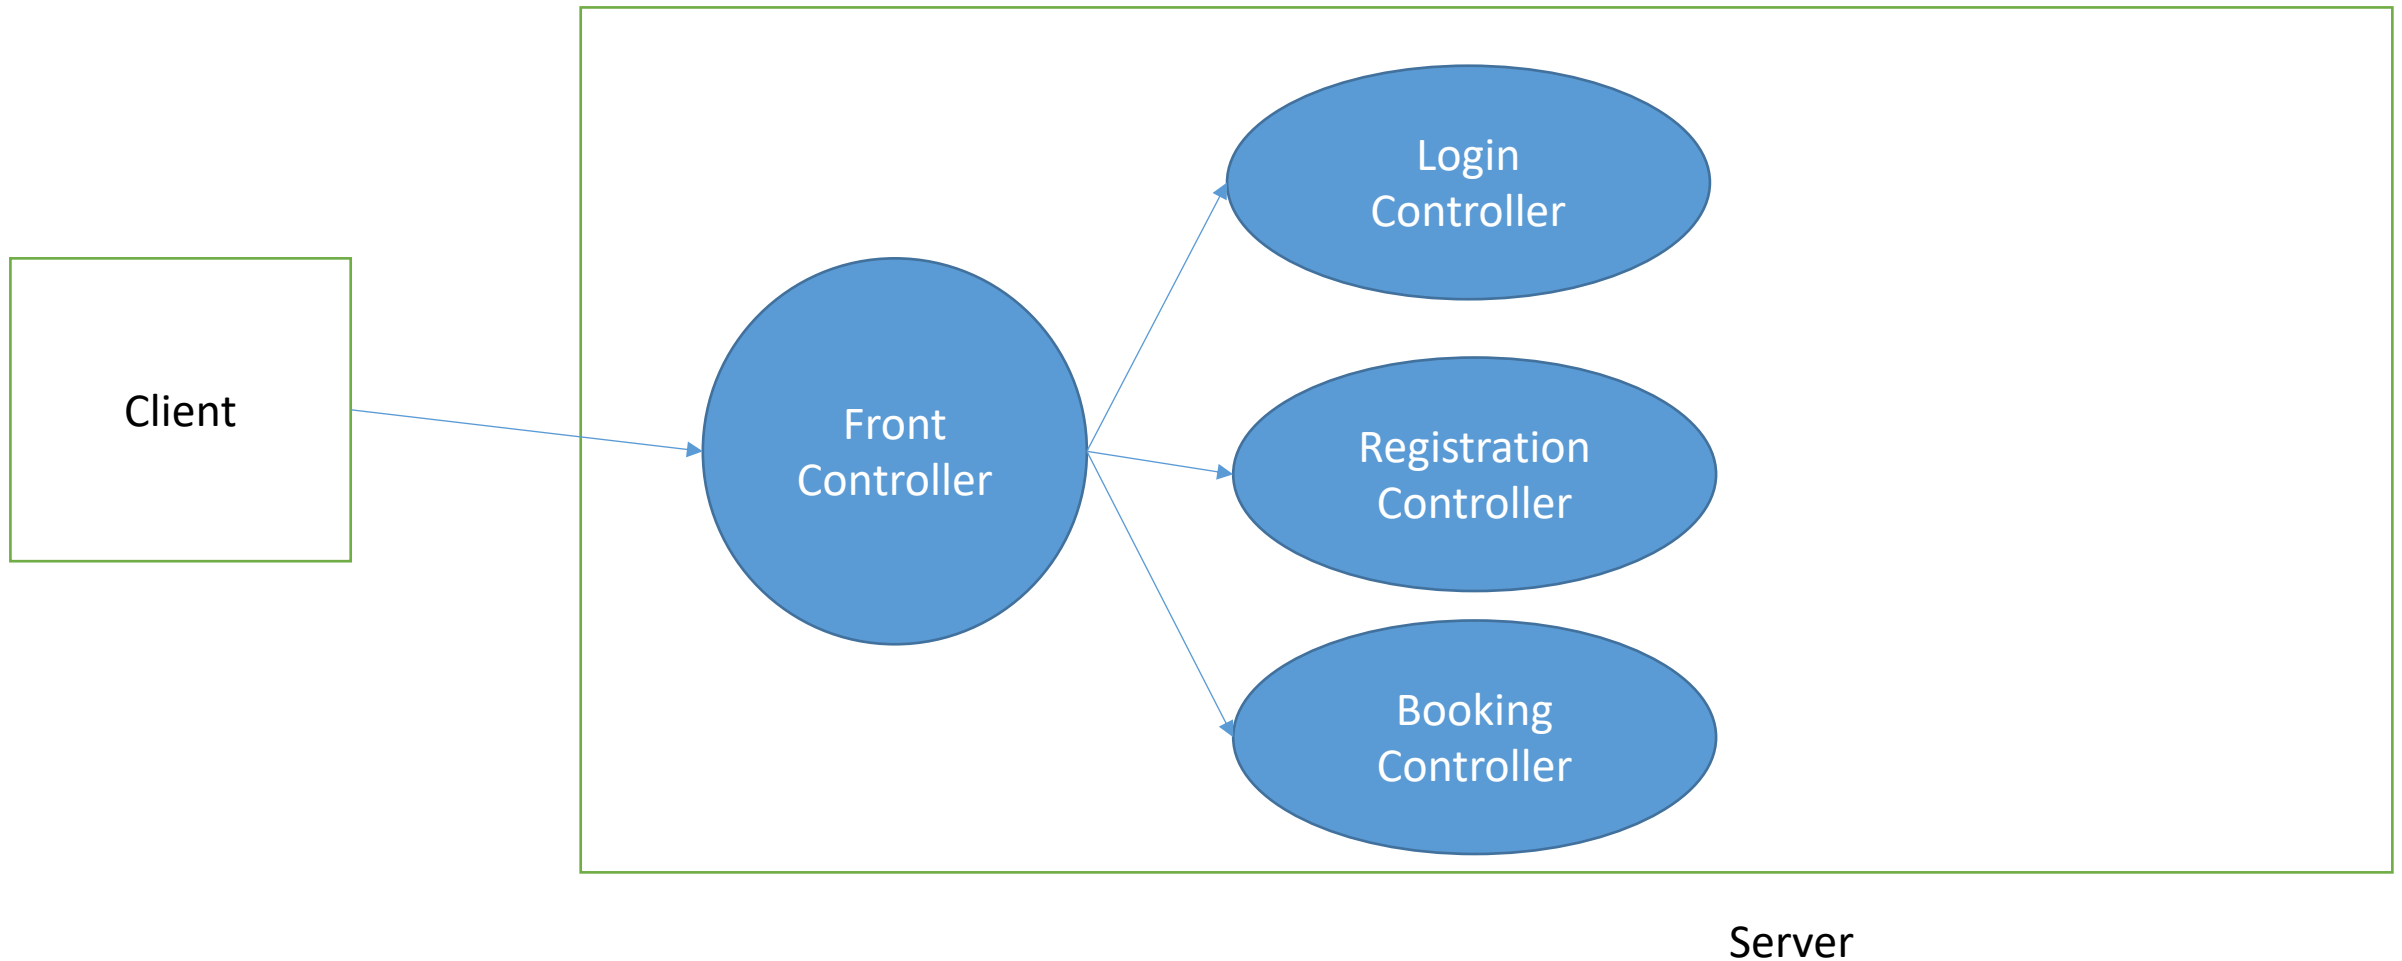 Client
Front
Controller
Login
Controller
Registration
Controller
Booking
Controller
Server